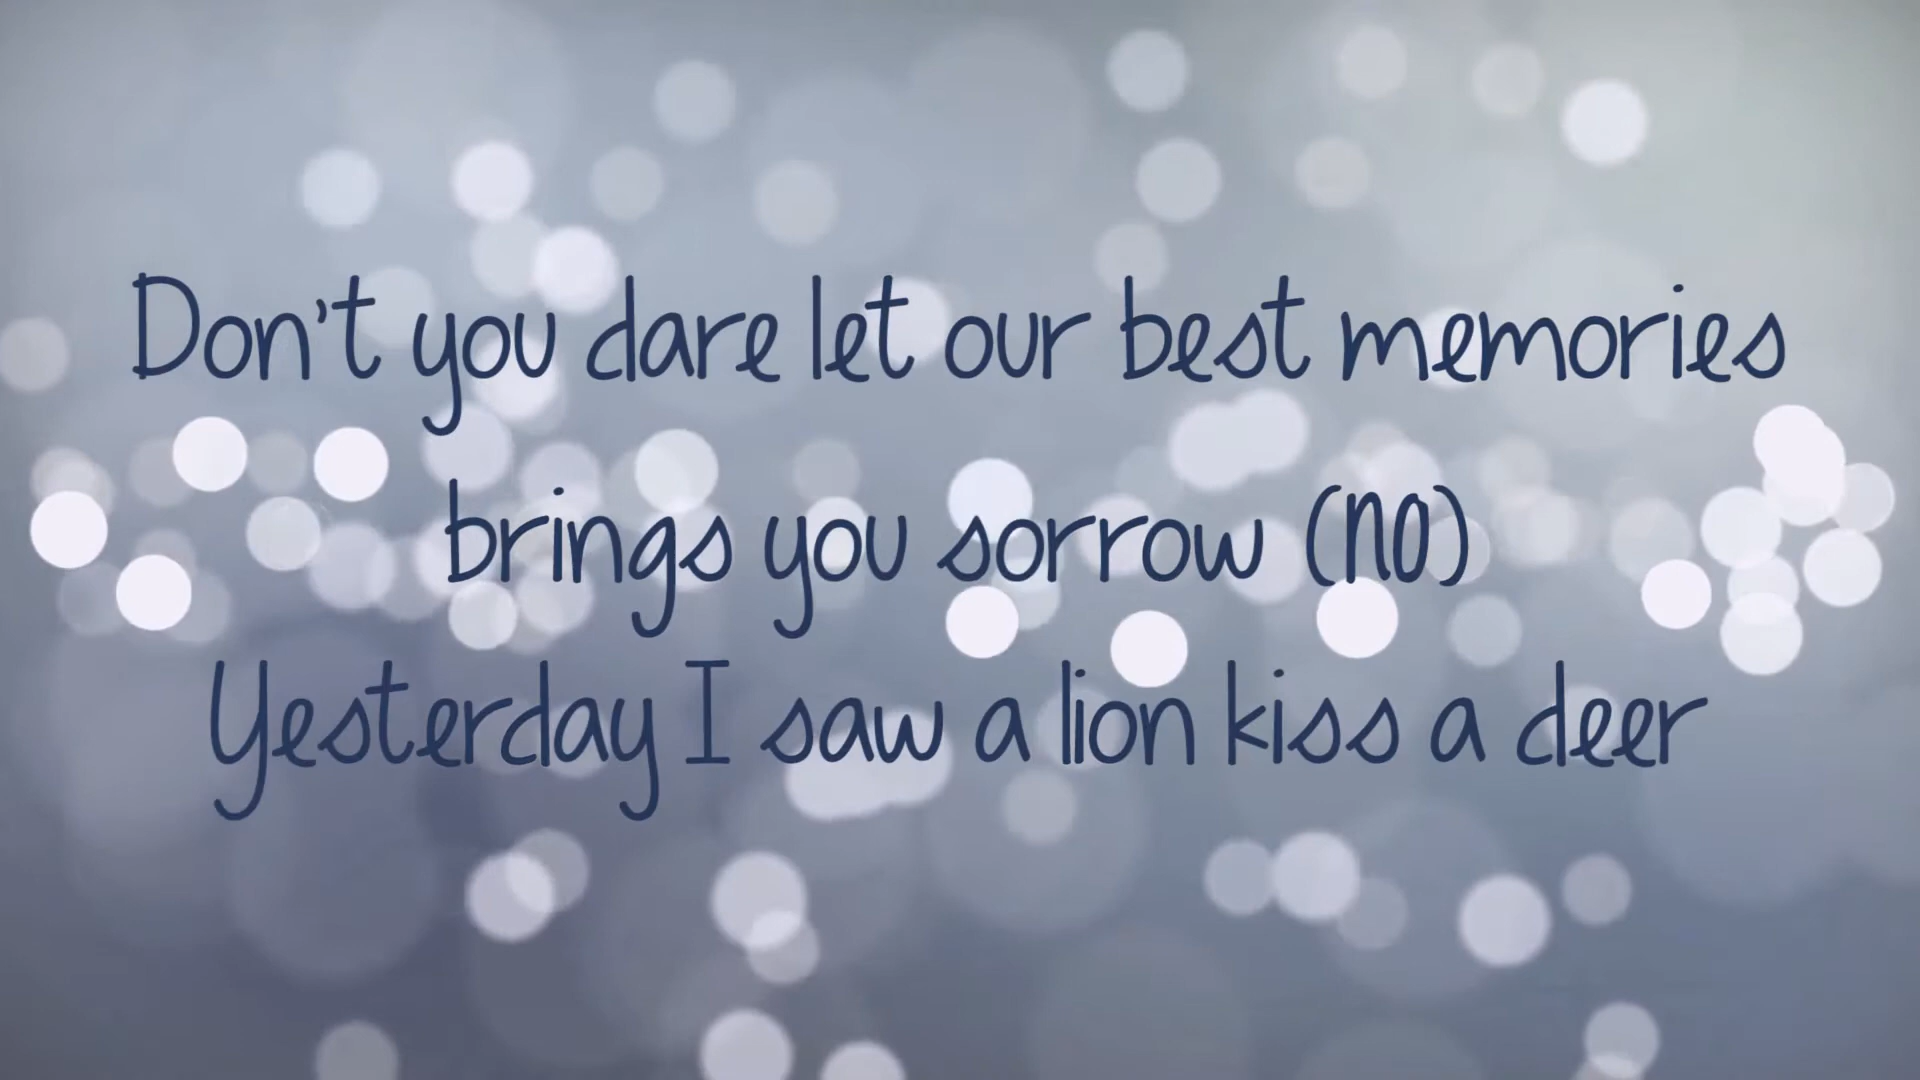 Don't you dare let our best memories
brings you sorrow (no)
Yesterday I saw a lion kiss a deer